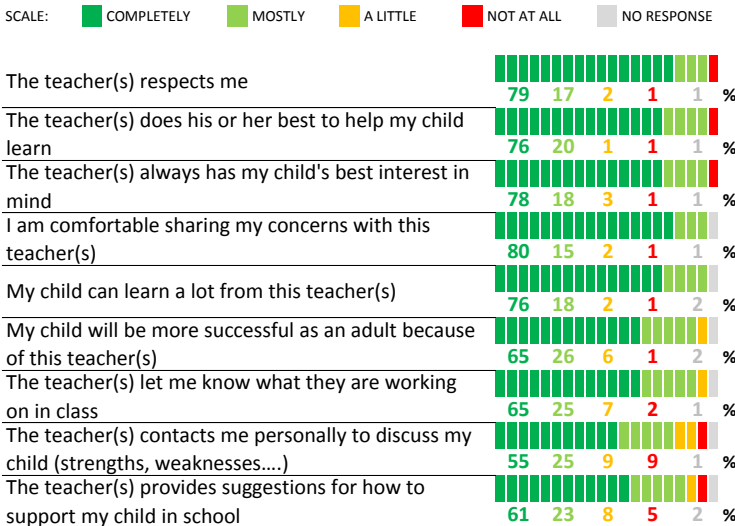 SCALE: COMPLETELY MOSTLY A LITTLE NOT AT ALL NO RESPONSE
The teacher(s) respects me
79 17 2 1 1 %
The teacher(s) does his or her best to help my child
learn
76 20 1 1 1 %
The teacher(s) always has my child's best interest in
mind
78 18 3 1 1 %
I am comfortable sharing my concerns with this
teacher(s)
80 15 2 1 1 %
My child can learn a lot from this teacher(s)
76 18 2 1 2 %
My child will be more successful as an adult because
of this teacher(s)
65 26 6 1 2 %
The teacher(s) let me know what they are working
on in class
65 25 7 2 1 %
The teacher(s) contacts me personally to discuss my
child (strengths, weaknesses....)
55 25 9 9 1 %
The teacher(s) provides suggestions for how to
support my child in school
61 23 8 5 2 %